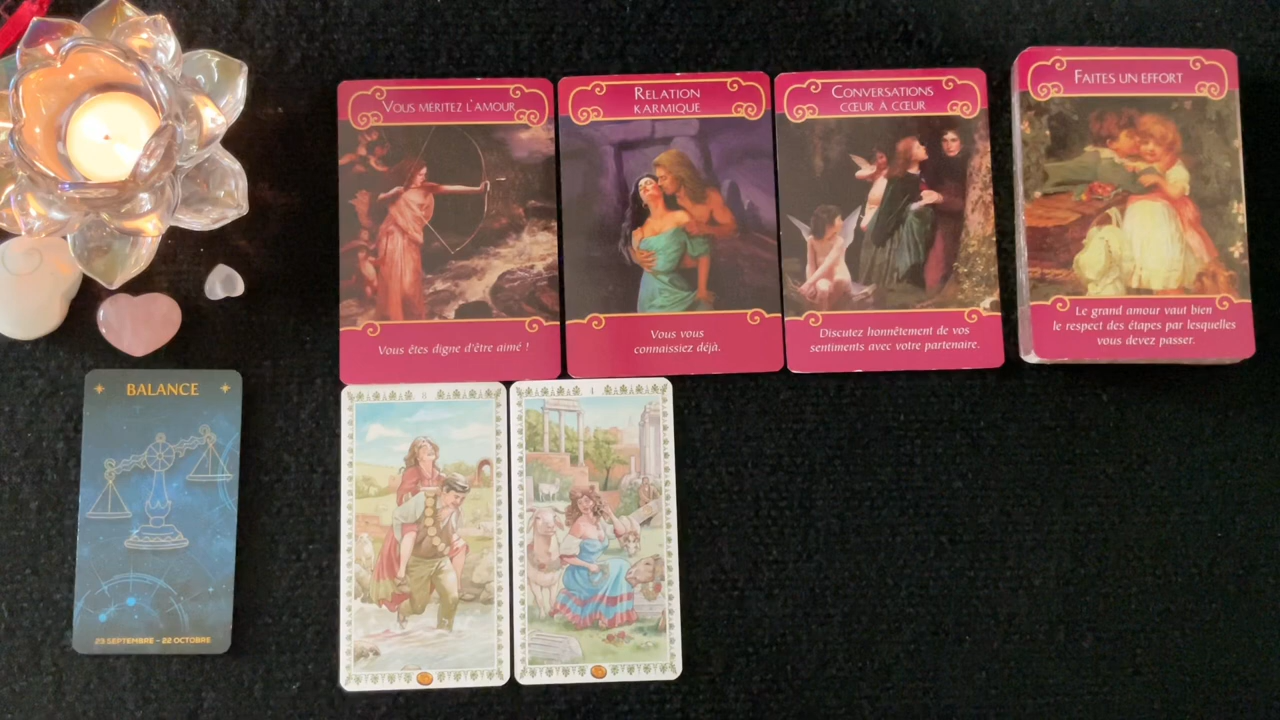 VOUS MÉRITEZ L'AMOUR
Vous êtes digne d'être aimé !
RELATION
KARMIQUE
Vous vous
connaissiez déjà.
CONVERSATIONS
CŒUR À CŒUR
Discutez honnêtement de vos
sentiments avec votre partenaire.
FAITES UN EFFORT
Le grand amour vaut bien
le respect des étapes par lesquelles
vous devez passer.
BALANCE
23 SEPTEMBRE - 22 OCTOBRE
8
1